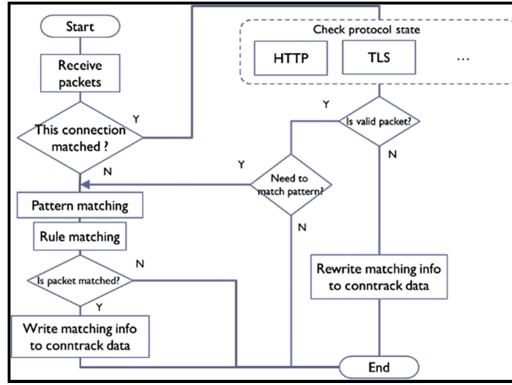 Start
Check protocol state
HTTP
TLS
...
Receive
packets
Y
This connection
matched ?
Y
Is valid packet?
N
Y
N
Need to
match pattern?
Pattern matching
N
Rule matching
N
Is packet matched?
Y
Rewrite matching info
to conntrack data
Write matching info
to conntrack data
End